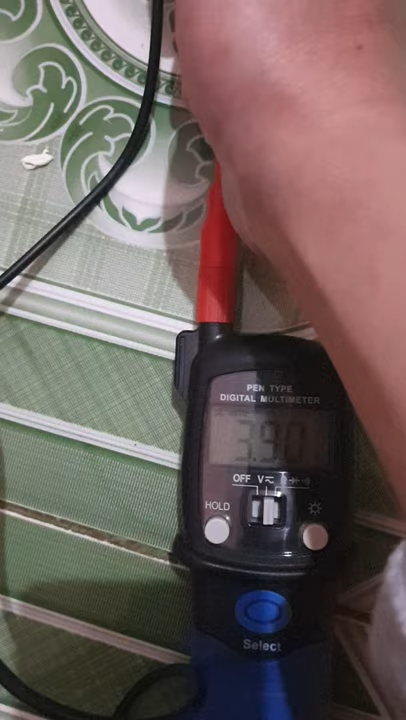 PEN TYPE
DIGITAL MULTIMETER
3.90
OFF V
HOLD
Select